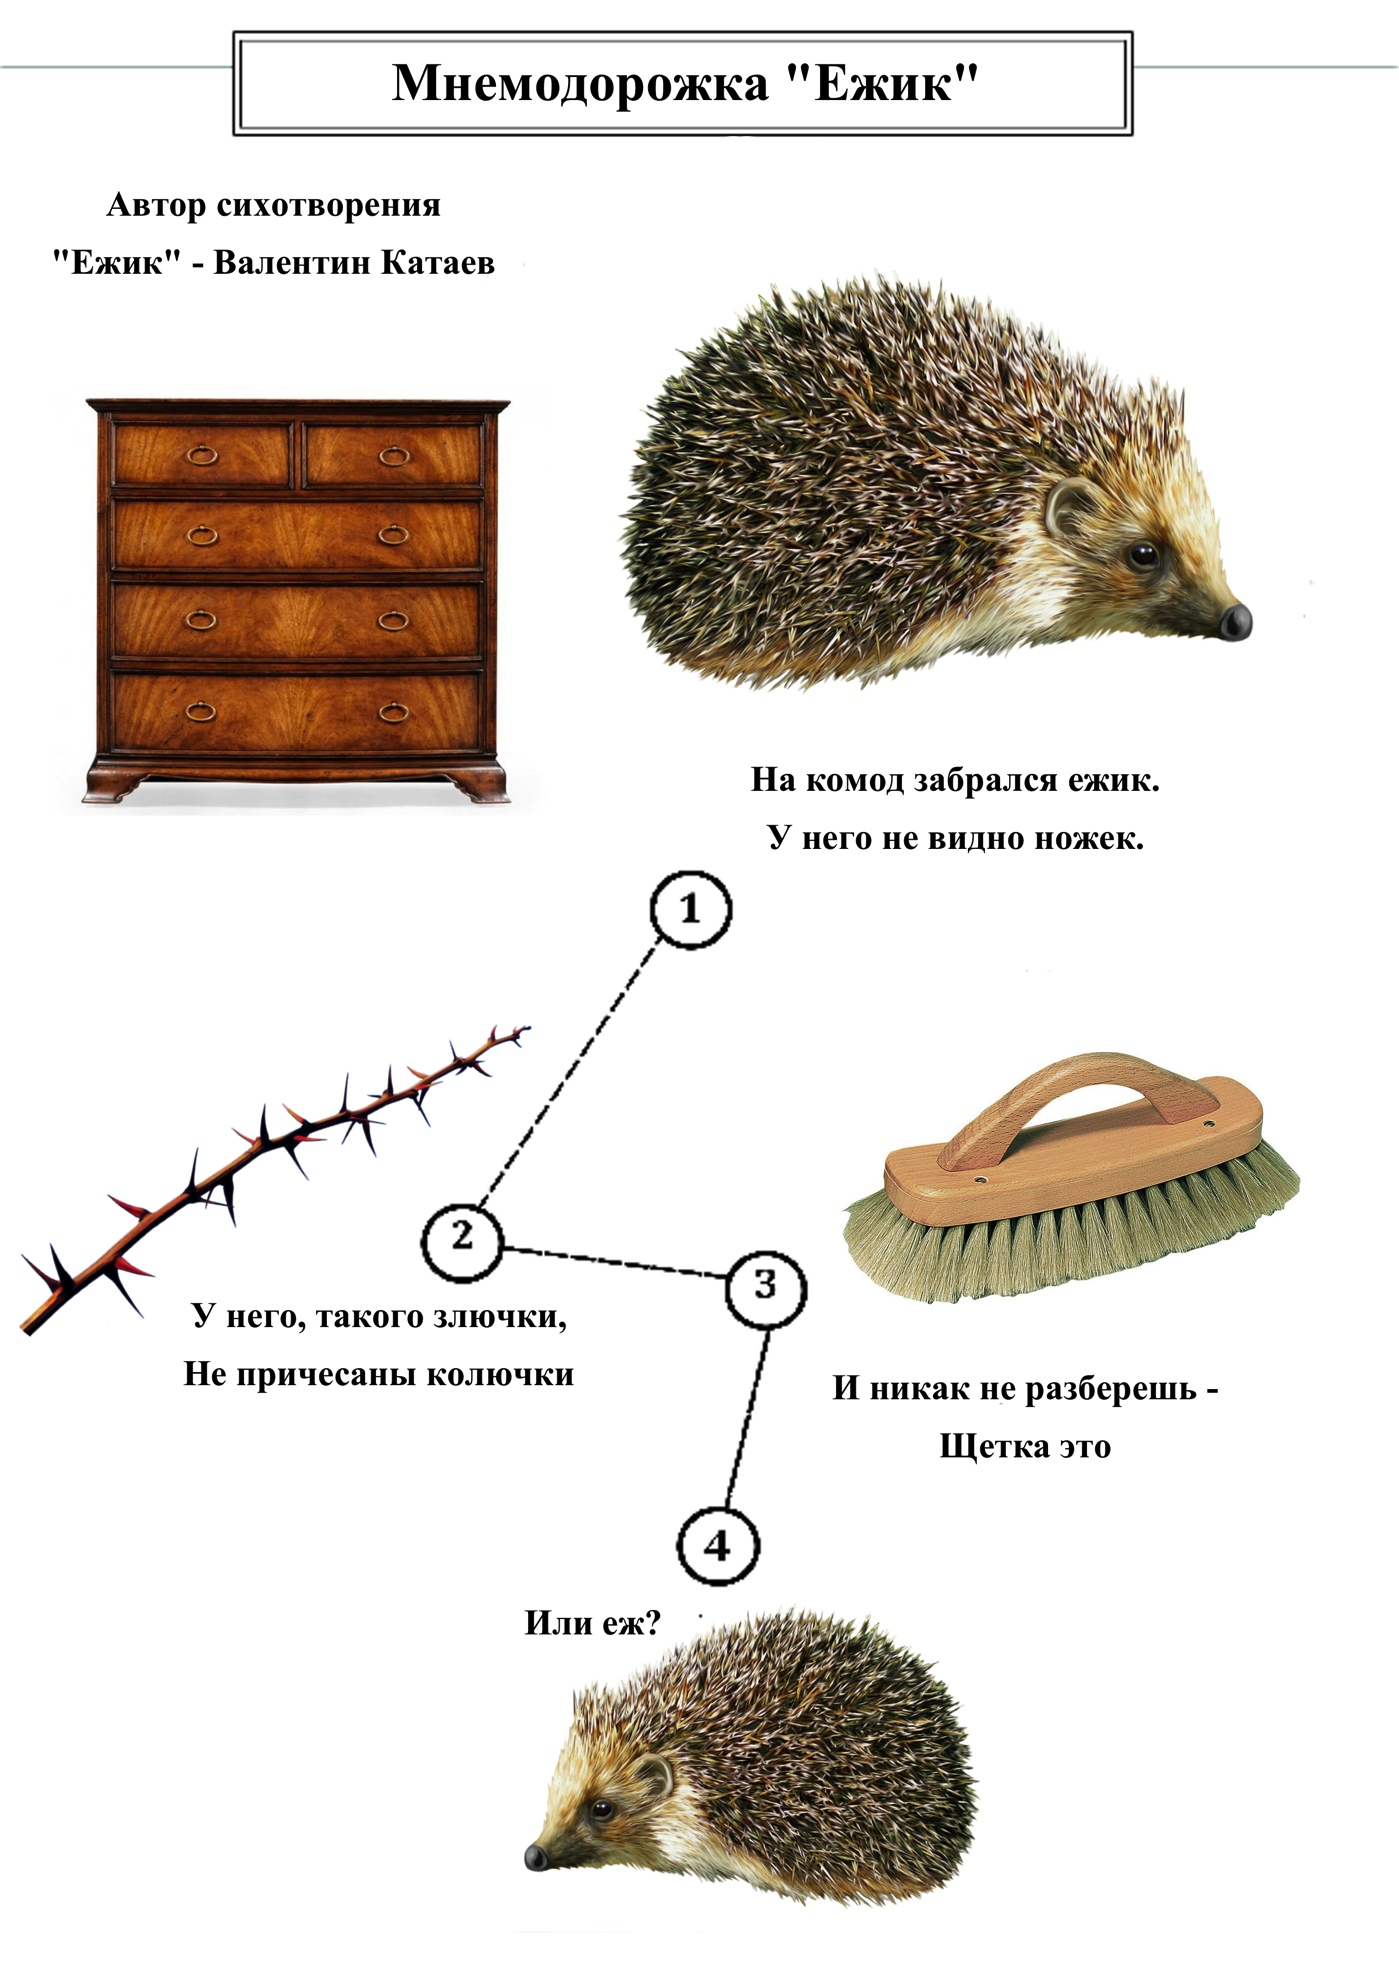 Мнемодорожка "Ежик"
Автор сихотворения
"Ежик" - Валентин Катаев
На комод забрался ежик.
У него не видно ножек.
1
2
3
У него, такого злючки,
Не причесаны колючки
И никак не разберешь -
Щетка это
4
Или еж?